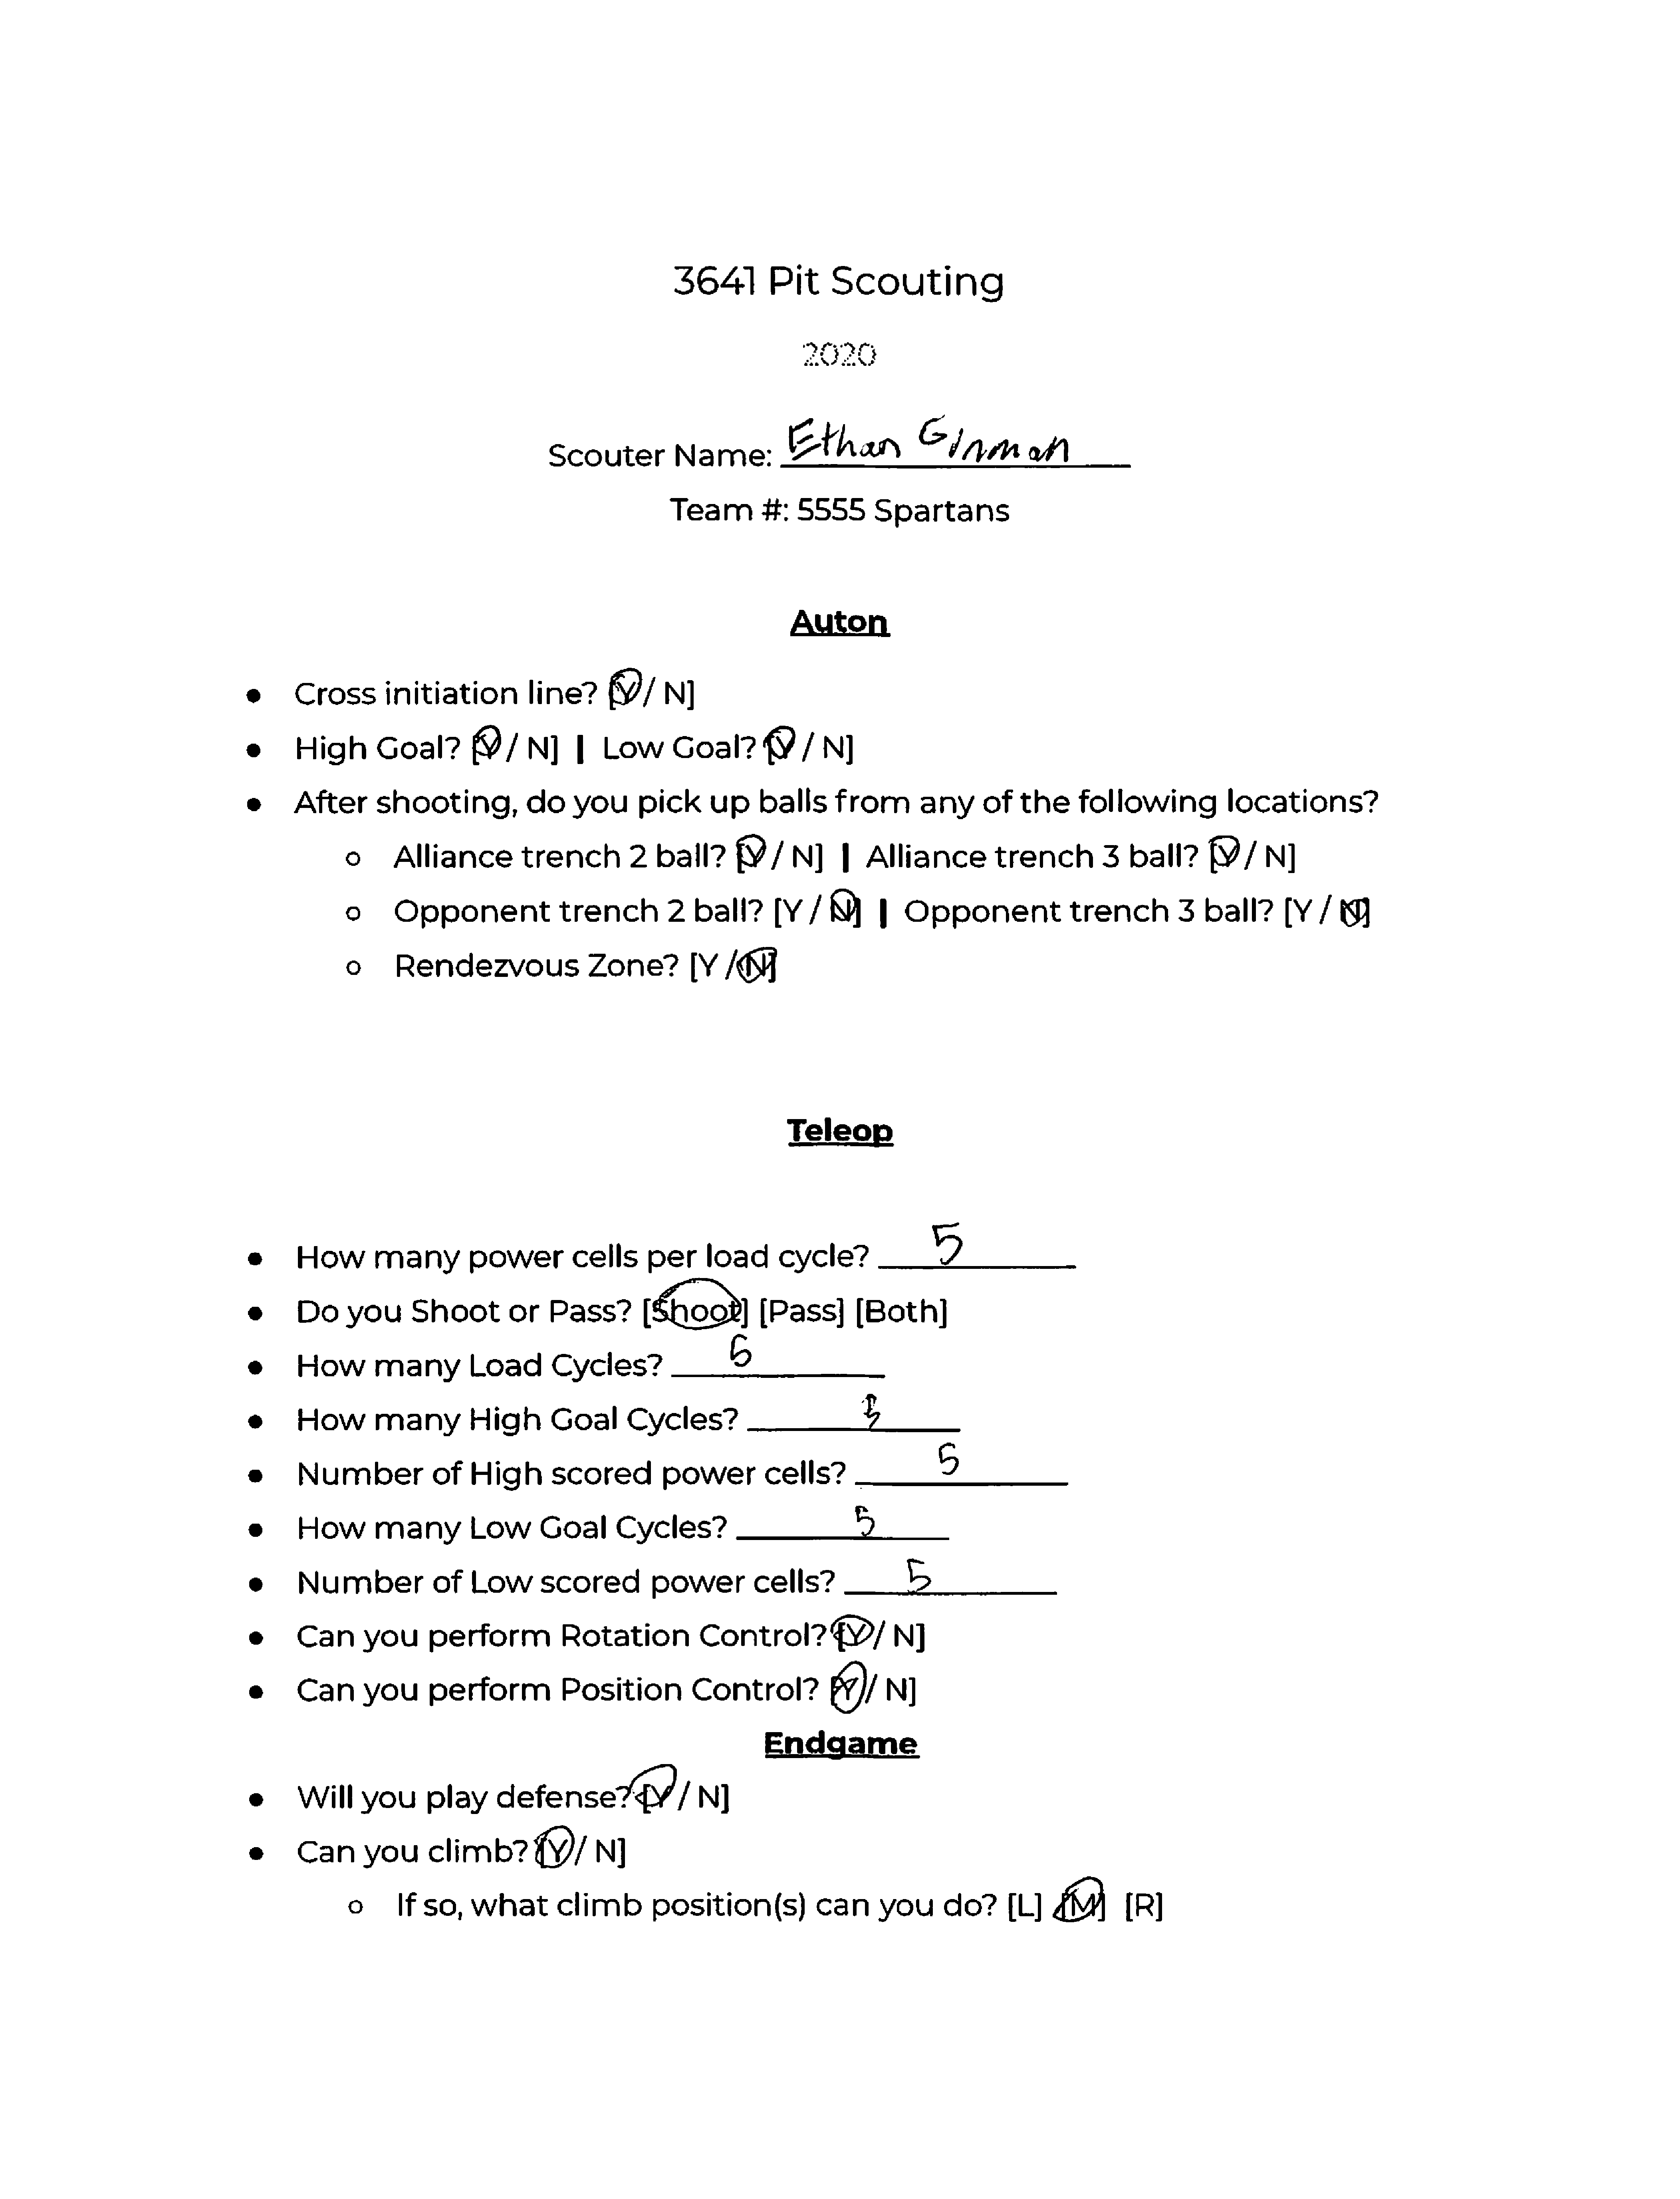 3641 Pit Scouting
2020
Scouter Name: Ethan Ginman
Team #: 5555 Spartans
Auton
● Cross initiation line? [Y / N]
● High Goal? [Y / N] | Low Goal? [Y / N]
● After shooting, do you pick up balls from any of the following locations?
○ Alliance trench 2 ball? [Y / N] | Alliance trench 3 ball? [Y / N]
○ Opponent trench 2 ball? [Y / N] | Opponent trench 3 ball? [Y / N]
○ Rendezvous Zone? [Y / N]
Teleop
● How many power cells per load cycle? 5
● Do you Shoot or Pass? [Shoot] [Pass] [Both]
● How many Load Cycles?
● How many High Goal Cycles?
● Number of High scored power cells? 5
● How many Low Goal Cycles? 5
● Number of Low scored power cells? 5
● Can you perform Rotation Control? [Y / N]
● Can you perform Position Control? [Y / N]
Endgame
● Will you play defense? [Y / N]
● Can you climb? [Y / N]
○ If so, what climb position(s) can you do? [L] [M] [R]